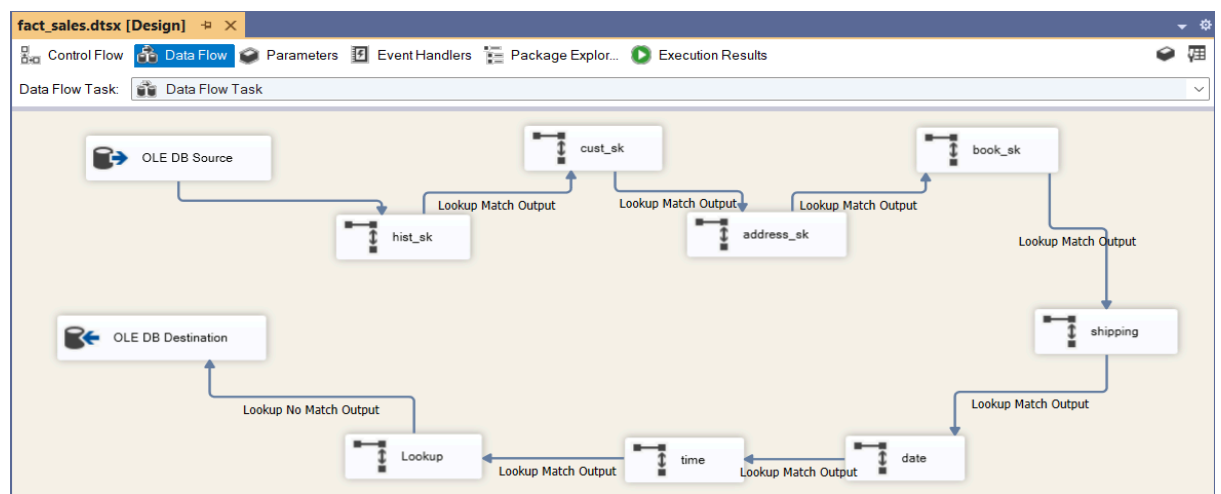 fact_sales.dtsx [Design]
Control Flow Data Flow Parameters Event Handlers Package Explor... Execution Results
Data Flow Task: Data Flow Task
OLE DB Source
cust_sk
book_sk
Lookup Match Output
Lookup Match Output
Lookup Match Output
hist_sk
address_sk
Lookup Match Output
OLE DB Destination
shipping
Lookup No Match Output
Lookup Match Output
Lookup
time
date
Lookup Match Output
Lookup Match Output